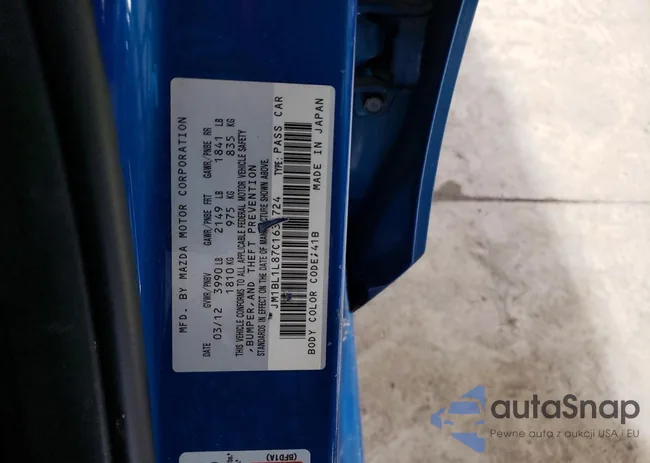 MFD. BY MAZDA MOTOR CORPORATION
DATE GVWR/PNBV GAWR/PNBE FRT GAWR/PNBE RR
03/12 3990 LB 2149 LB 1841 LB
1810 KG 975 KG 835 KG
THIS VEHICLE CONFORMS TO ALL APPLICABLE FEDERAL MOTOR VEHICLE SAFETY
, BUMPER, AND THEFT PREVENTION
STANDARDS IN EFFECT ON THE DATE OF MANUFACTURE SHOWN ABOVE.
TYPE: PASS CAR
BODY COLOR CODE:41B MADE IN JAPAN
(BFD1A)
autaSnap
Pewne auta z aukcji USA i EU